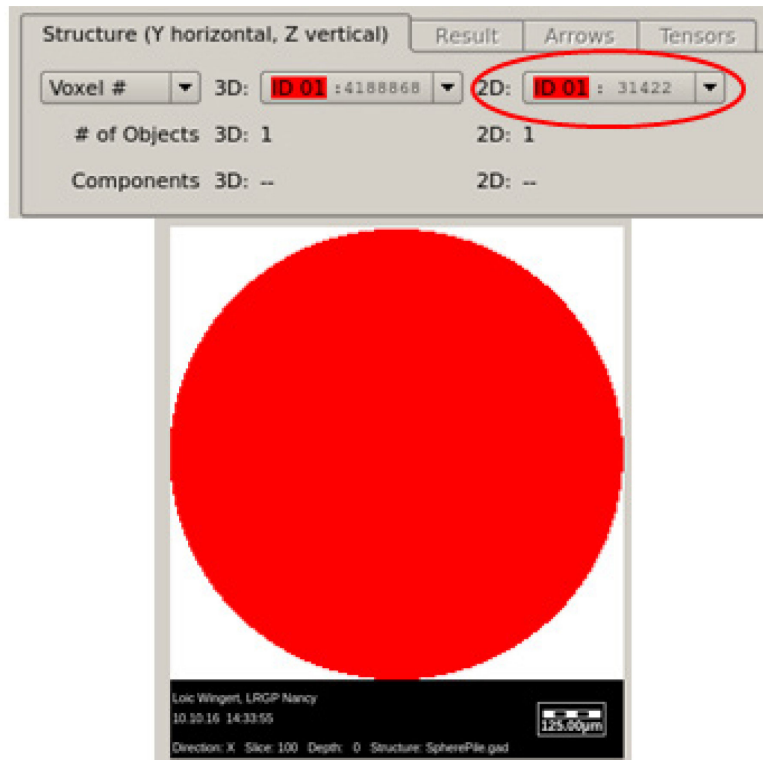 Structure (Y horizontal, Z vertical) Result Arrows Tensors
Voxel # 3D: ID 01 :4188868 2D: ID 01 : 31422
# of Objects 3D: 1 2D: 1
Components 3D: -- 2D: --
Loic Wingert, LRGP Nancy
10.10.16 14:33:55
125.00µm
Direction: X Slice: 100 Depth: 0 Structure: SpherePile.gad